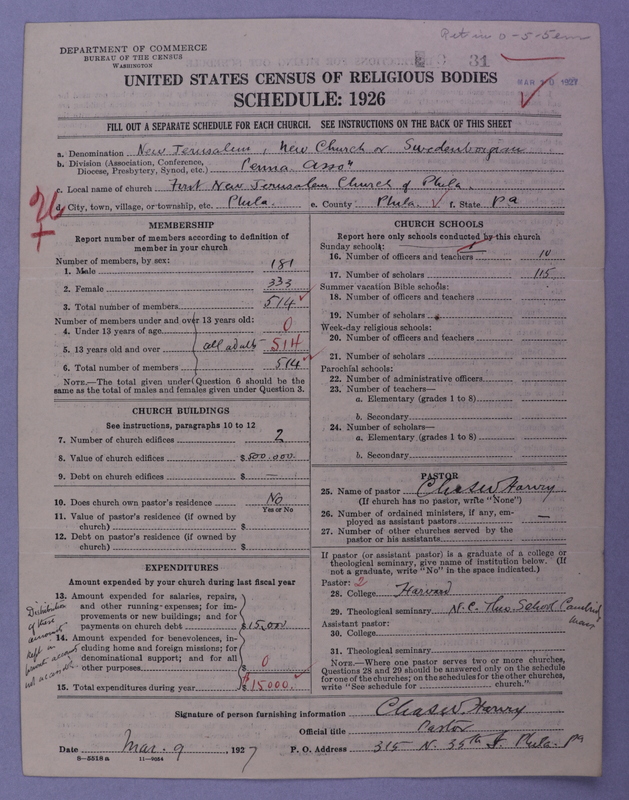 DEPARTMENT OF COMMERCE
BUREAU OF THE CENSUS
WASHINGTON
31
MAR 10 1927
UNITED STATES CENSUS OF RELIGIOUS BODIES
SCHEDULE: 1926
FILL OUT A SEPARATE SCHEDULE FOR EACH CHURCH. SEE INSTRUCTIONS ON THE BACK OF THIS SHEET
a. Denomination New Jerusalem, New Church or Swedenborgian
b. Division (Association, Conference, Diocese, Presbytery, Synod, etc.) Penna Asson
c. Local name of church First New Jerusalem Church of Phila.
d. City, town, village, or township, etc. Phila. e. County Phila. f. State Pa
26
MEMBERSHIP
Report number of members according to definition of member in your church
Number of members, by sex:
1. Male 181
2. Female 333
3. Total number of members 514
Number of members under and over 13 years old:
4. Under 13 years of age 0
5. 13 years old and over all adults 514
6. Total number of members 514
NOTE.—The total given under Question 6 should be the same as the total of males and females given under Question 3.
CHURCH BUILDINGS
See instructions, paragraphs 10 to 12
7. Number of church edifices 2
8. Value of church edifices $500.000.
9. Debt on church edifices $ —
10. Does church own pastor's residence No
Yes or No
11. Value of pastor's residence (if owned by church) $
12. Debt on pastor's residence (if owned by church) $
EXPENDITURES
Amount expended by your church during last fiscal year
13. Amount expended for salaries, repairs, and other running expenses; for improvements or new buildings; and for payments on church debt $15,000
14. Amount expended for benevolences, including home and foreign missions; for denominational support; and for all other purposes $ 0
15. Total expenditures during year $15000.
Distribution of these amounts kept in private account
CHURCH SCHOOLS
Report here only schools conducted by this church
Sunday schools:
16. Number of officers and teachers 10
17. Number of scholars 115
Summer vacation Bible schools:
18. Number of officers and teachers
19. Number of scholars
Week-day religious schools:
20. Number of officers and teachers
21. Number of scholars
Parochial schools:
22. Number of administrative officers
23. Number of teachers—
a. Elementary (grades 1 to 8)
b. Secondary
24. Number of scholars—
a. Elementary (grades 1 to 8)
b. Secondary
PASTOR
25. Name of pastor Chas W Harvey
(If church has no pastor, write "None")
26. Number of ordained ministers, if any, employed as assistant pastors —
27. Number of other churches served by the pastor or his assistants
If pastor (or assistant pastor) is a graduate of a college or theological seminary, give name of institution below. (If not a graduate, write "No" in the space indicated.)
Pastor: 2
28. College Harvard
29. Theological seminary N.C. Theo. School Cambridge Mass
Assistant pastor:
30. College
31. Theological seminary
NOTE.—Where one pastor serves two or more churches, Questions 28 and 29 should be answered only on the schedule for one of the churches; on the schedules for the other churches, write "See schedule for church."
Signature of person furnishing information Chas W Harvey
Official title Pastor
Date Mar. 9, 1927 P. O. Address 315 N. 35th St. Phila. Pa
8—5518a 11—9054